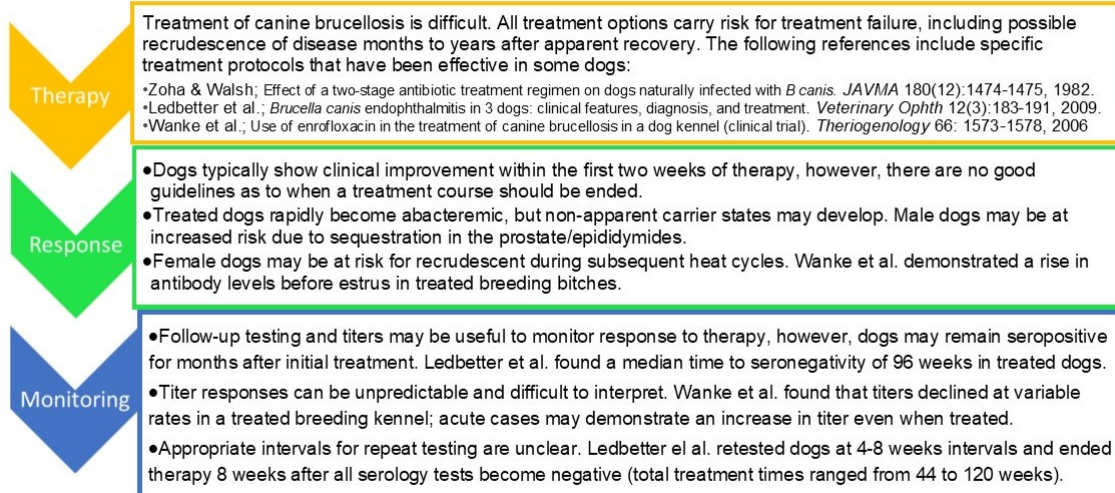 Therapy
Treatment of canine brucellosis is difficult. All treatment options carry risk for treatment failure, including possible
recrudescence of disease months to years after apparent recovery. The following references include specific
treatment protocols that have been effective in some dogs:
•Zoha & Walsh; Effect of a two-stage antibiotic treatment regimen on dogs naturally infected with B canis. JAVMA 180(12):1474-1475, 1982.
•Ledbetter et al.; Brucella canis endophthalmitis in 3 dogs: clinical features, diagnosis, and treatment. Veterinary Ophth 12(3):183-191, 2009.
•Wanke et al.; Use of enrofloxacin in the treatment of canine brucellosis in a dog kennel (clinical trial). Theriogenology 66: 1573-1578, 2006
Response
●Dogs typically show clinical improvement within the first two weeks of therapy, however, there are no good
guidelines as to when a treatment course should be ended.
●Treated dogs rapidly become abacteremic, but non-apparent carrier states may develop. Male dogs may be at
increased risk due to sequestration in the prostate/epididymides.
●Female dogs may be at risk for recrudescent during subsequent heat cycles. Wanke et al. demonstrated a rise in
antibody levels before estrus in treated breeding bitches.
Monitoring
●Follow-up testing and titers may be useful to monitor response to therapy, however, dogs may remain seropositive
for months after initial treatment. Ledbetter et al. found a median time to seronegativity of 96 weeks in treated dogs.
●Titer responses can be unpredictable and difficult to interpret. Wanke et al. found that titers declined at variable
rates in a treated breeding kennel; acute cases may demonstrate an increase in titer even when treated.
●Appropriate intervals for repeat testing are unclear. Ledbetter el al. retested dogs at 4-8 weeks intervals and ended
therapy 8 weeks after all serology tests become negative (total treatment times ranged from 44 to 120 weeks).